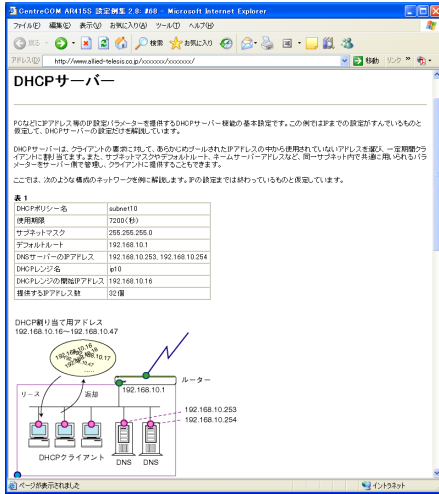 CentreCOM AR415S 設定例集 2.8: #68 - Microsoft Internet Explorer
ファイル(F) 編集(E) 表示(V) お気に入り(A) ツール(T) ヘルプ(H)
戻る 検索 お気に入り
アドレス(D) http://www.allied-telesis.co.jp/xxxxxxx/xxxxxxx/ 移動 リンク
DHCPサーバー
PCなどにIPアドレス等のIP設定パラメーターを提供するDHCPサーバー機能の基本設定です。この例ではIPまでの設定がすんでいるものと
仮定して、DHCPサーバーの設定だけを解説しています。
DHCPサーバーは、クライアントの要求に対して、あらかじめプールされたIPアドレスの中から使用されていないアドレスを選び、一定期間クラ
イアントに割り当てます。また、サブネットマスクやデフォルトルート、ネームサーバーアドレスなど、同一サブネット内で共通に用いられるパラ
メーターをサーバー側で管理し、クライアントに提供することもできます。
ここでは、次のような構成のネットワークを例に解説します。IPの設定までは終わっているものと仮定しています。
表 1
DHCPポリシー名 subnet10
使用期限 7200(秒)
サブネットマスク 255.255.255.0
デフォルトルート 192.168.10.1
DNSサーバーのIPアドレス 192.168.10.253, 192.168.10.254
DHCPレンジ名 ip10
DHCPレンジの開始IPアドレス 192.168.10.16
提供するIPアドレス数 32個
DHCP割り当て用アドレス
192.168.10.16~192.168.10.47
192.168.10.16
192.168.10.17
192.168.10.47
ルーター
リース 返却 192.168.10.1
192.168.10.253
192.168.10.254
DHCPクライアント DNS DNS
ページが表示されました イントラネット